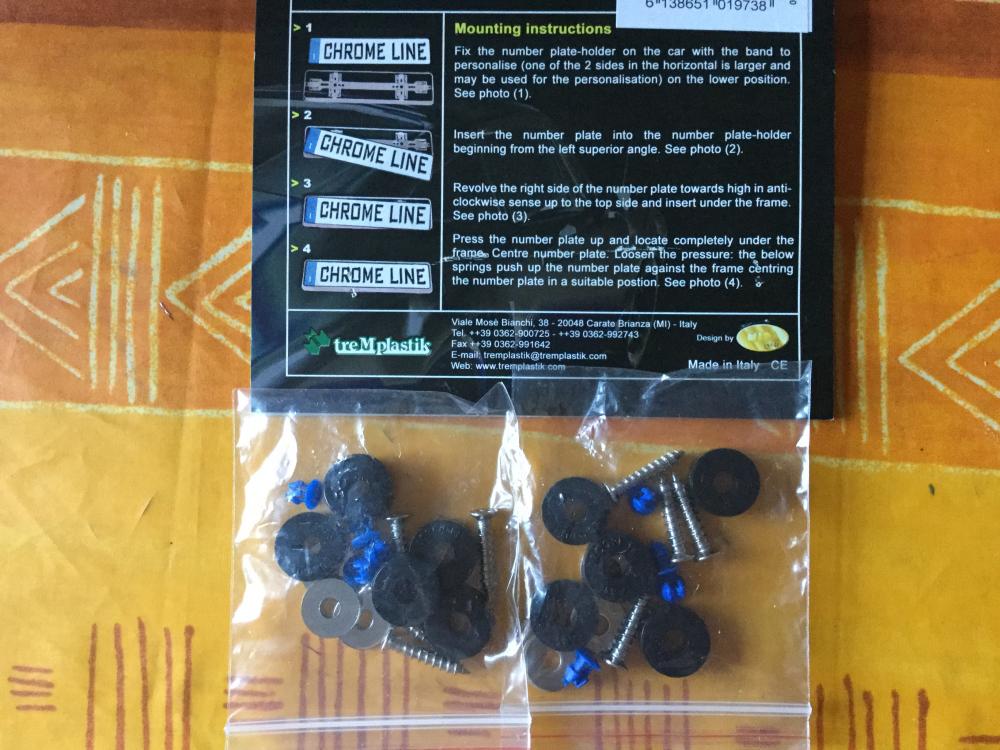 6 138651 019738
> 1
CHROME LINE
> 2
CHROME LINE
> 3
CHROME LINE
> 4
CHROME LINE
Mounting instructions
Fix the number plate-holder on the car with the band to
personalise (one of the 2 sides in the horizontal is larger and
may be used for the personalisation) on the lower position.
See photo (1).
Insert the number plate into the number plate-holder
beginning from the left superior angle. See photo (2).
Revolve the right side of the number plate towards high in anti-
clockwise sense up to the top side and insert under the frame.
See photo (3).
Press the number plate up and locate completely under the
frame. Centre number plate. Loosen the pressure: the below
springs push up the number plate against the frame centring
the number plate in a suitable postion. See photo (4).
treMplastik
Viale Mosè Bianchi, 38 - 20048 Carate Brianza (MI) - Italy
Tel. ++39 0362-900725 - ++39 0362-992743
Fax ++39 0362-991642
E-mail: tremplastik@tremplastik.com
Web: www.tremplastik.com
Design by
Made in Italy CE